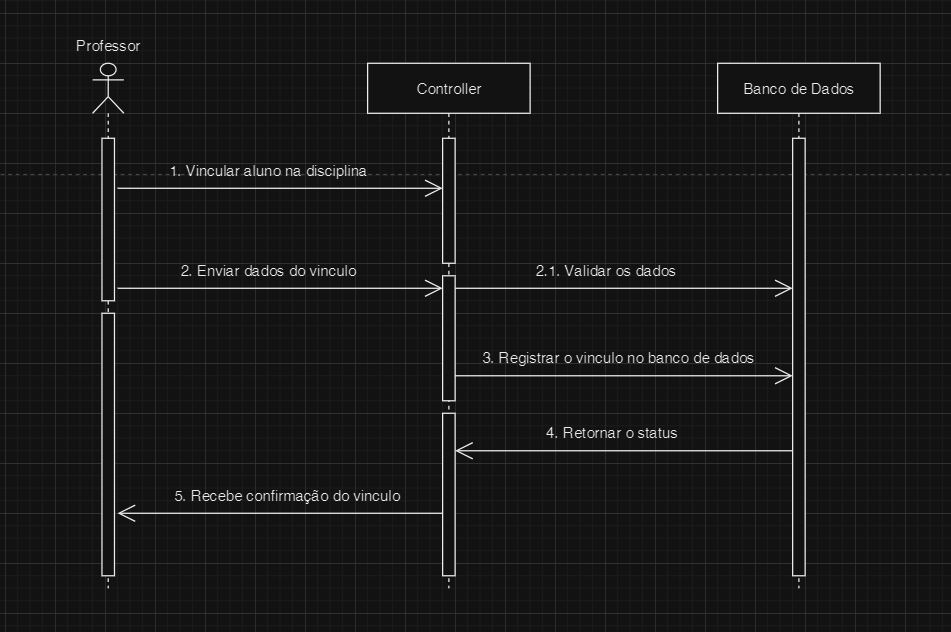 Professor
Controller
Banco de Dados
1. Vincular aluno na disciplina
2. Enviar dados do vinculo
2.1. Validar os dados
3. Registrar o vinculo no banco de dados
4. Retornar o status
5. Recebe confirmação do vinculo